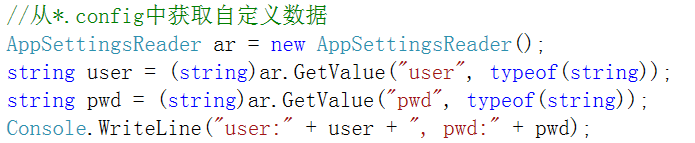 //从*.config中获取自定义数据
AppSettingsReader ar = new AppSettingsReader();
string user = (string)ar.GetValue("user", typeof(string));
string pwd = (string)ar.GetValue("pwd", typeof(string));
Console.WriteLine("user:" + user + ", pwd:" + pwd);